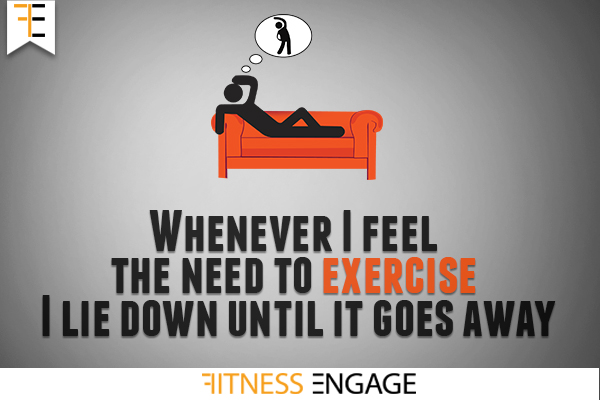 FE
WHENEVER I FEEL
THE NEED TO EXERCISE
I LIE DOWN UNTIL IT GOES AWAY
FITNESS ENGAGE